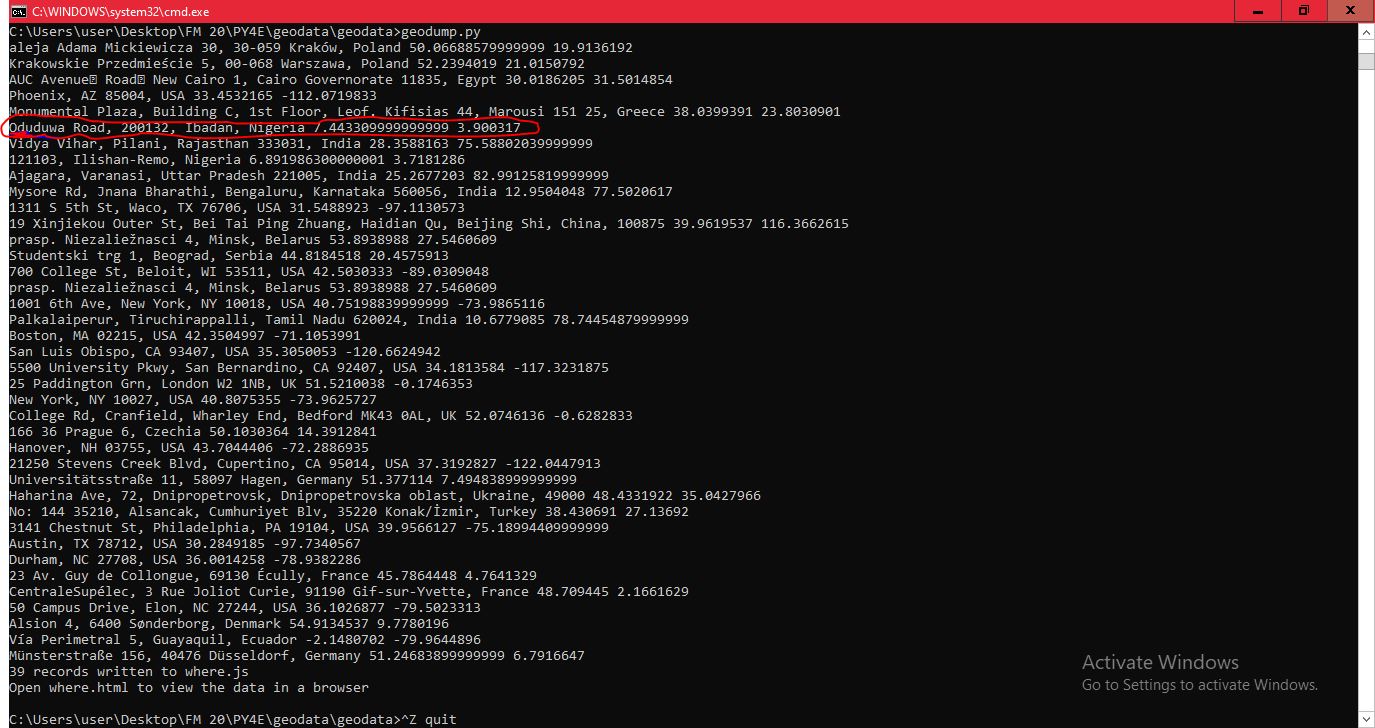 C:\WINDOWS\system32\cmd.exe
C:\Users\user\Desktop\FM 20\PY4E\geodata\geodata>geodump.py
aleja Adama Mickiewicza 30, 30-059 Kraków, Poland 50.06688579999999 19.9136192
Krakowskie Przedmieście 5, 00-068 Warszawa, Poland 52.2394019 21.0150792
AUC Avenue Road New Cairo 1, Cairo Governorate 11835, Egypt 30.0186205 31.5014854
Phoenix, AZ 85004, USA 33.4532165 -112.0719833
Monumental Plaza, Building C, 1st Floor, Leof. Kifisias 44, Marousi 151 25, Greece 38.0399391 23.8030901
Oduduwa Road, 200132, Ibadan, Nigeria 7.443309999999999 3.900317
Vidya Vihar, Pilani, Rajasthan 333031, India 28.3588163 75.58802039999999
121103, Ilishan-Remo, Nigeria 6.891986300000001 3.7181286
Ajagara, Varanasi, Uttar Pradesh 221005, India 25.2677203 82.99125819999999
Mysore Rd, Jnana Bharathi, Bengaluru, Karnataka 560056, India 12.9504048 77.5020617
1311 S 5th St, Waco, TX 76706, USA 31.5488923 -97.1130573
19 Xinjiekou Outer St, Bei Tai Ping Zhuang, Haidian Qu, Beijing Shi, China, 100875 39.9619537 116.3662615
prasp. Niezaliežnasci 4, Minsk, Belarus 53.8938988 27.5460609
Studentski trg 1, Beograd, Serbia 44.8184518 20.4575913
700 College St, Beloit, WI 53511, USA 42.5030333 -89.0309048
prasp. Niezaliežnasci 4, Minsk, Belarus 53.8938988 27.5460609
1001 6th Ave, New York, NY 10018, USA 40.75198839999999 -73.9865116
Palkalaiperur, Tiruchirappalli, Tamil Nadu 620024, India 10.6779085 78.74454879999999
Boston, MA 02215, USA 42.3504997 -71.1053991
San Luis Obispo, CA 93407, USA 35.3050053 -120.6624942
5500 University Pkwy, San Bernardino, CA 92407, USA 34.1813584 -117.3231875
25 Paddington Grn, London W2 1NB, UK 51.5210038 -0.1746353
New York, NY 10027, USA 40.8075355 -73.9625727
College Rd, Cranfield, Wharley End, Bedford MK43 0AL, UK 52.0746136 -0.6282833
166 36 Prague 6, Czechia 50.1030364 14.3912841
Hanover, NH 03755, USA 43.7044406 -72.2886935
21250 Stevens Creek Blvd, Cupertino, CA 95014, USA 37.3192827 -122.0447913
Universitätsstraße 11, 58097 Hagen, Germany 51.377114 7.494838999999999
Haharina Ave, 72, Dnipropetrovsk, Dnipropetrovska oblast, Ukraine, 49000 48.4331922 35.0427966
No: 144 35210, Alsancak, Cumhuriyet Blv, 35220 Konak/İzmir, Turkey 38.430691 27.13692
3141 Chestnut St, Philadelphia, PA 19104, USA 39.9566127 -75.18994409999999
Austin, TX 78712, USA 30.2849185 -97.7340567
Durham, NC 27708, USA 36.0014258 -78.9382286
23 Av. Guy de Collongue, 69130 Écully, France 45.7864448 4.7641329
CentraleSupélec, 3 Rue Joliot Curie, 91190 Gif-sur-Yvette, France 48.709445 2.1661629
50 Campus Drive, Elon, NC 27244, USA 36.1026877 -79.5023313
Alsion 4, 6400 Sønderborg, Denmark 54.9134537 9.7780196
Vía Perimetral 5, Guayaquil, Ecuador -2.1480702 -79.9644896
Münsterstraße 156, 40476 Düsseldorf, Germany 51.24683899999999 6.7916647
39 records written to where.js
Open where.html to view the data in a browser
C:\Users\user\Desktop\FM 20\PY4E\geodata\geodata>^Z quit
Activate Windows
Go to Settings to activate Windows.